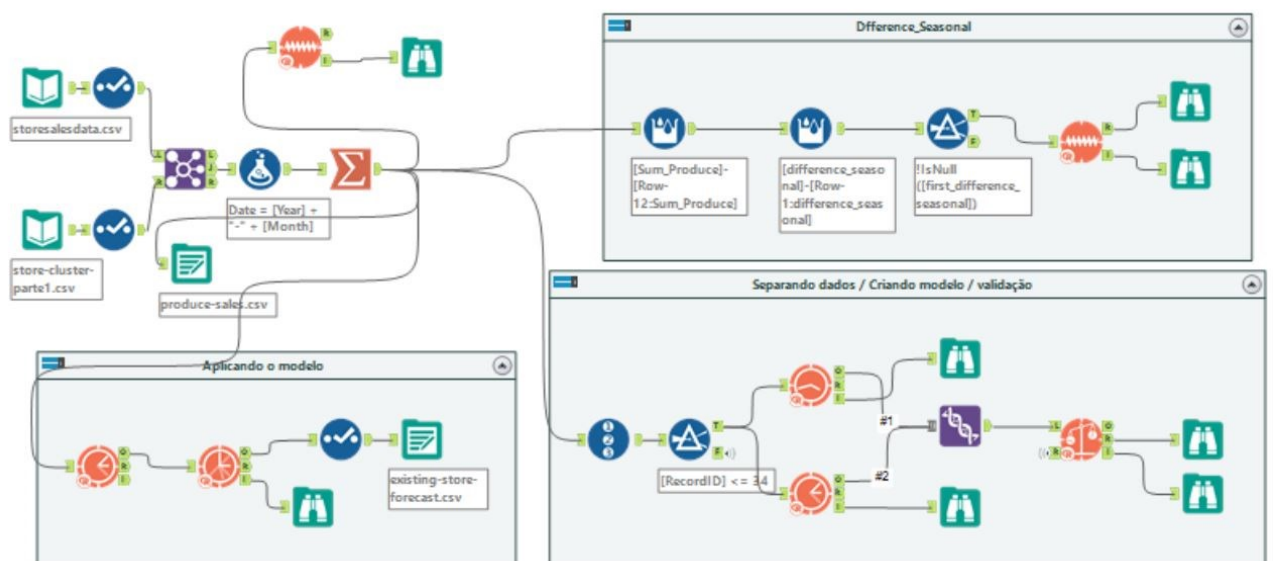 Dfference_Seasonal
storesalesdata.csv
Date = [Year] +
"-" + [Month]
store-cluster-
parte1.csv
produce-sales.csv
[Sum_Produce]-
[Row-
12:Sum_Produce]
[difference_seaso
nal]-[Row-
1:difference_seas
onal]
!IsNull
([first_difference_
seasonal])
Separando dados / Criando modelo / validação
#1
#2
[RecordID] <= 34
Aplicando o modelo
existing-store-
forecast.csv